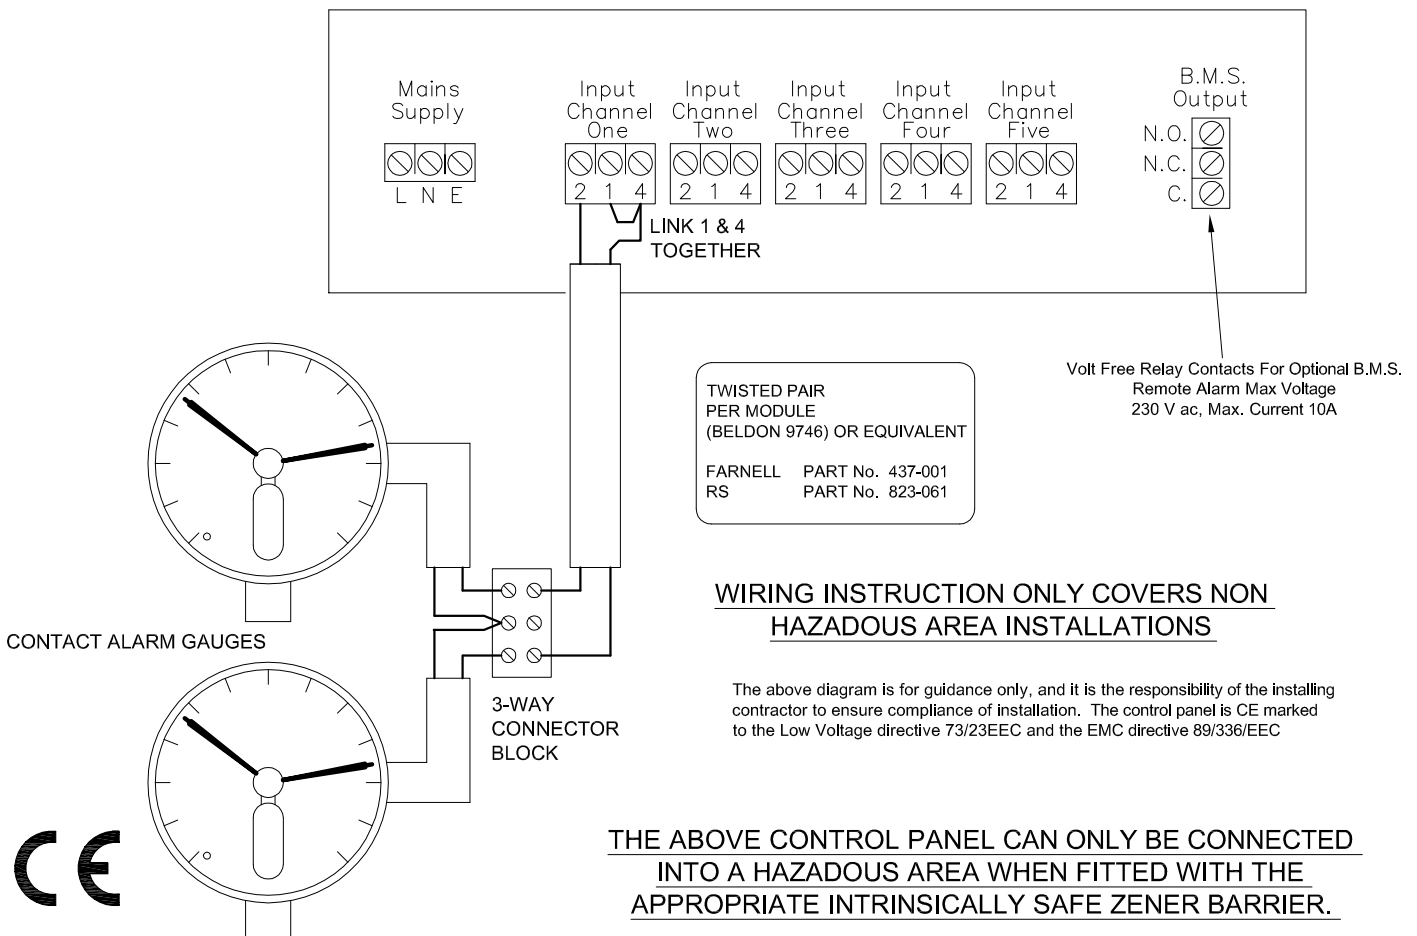 Mains
Supply
L N E
Input
Channel
One
2 1 4
Input
Channel
Two
2 1 4
Input
Channel
Three
2 1 4
Input
Channel
Four
2 1 4
Input
Channel
Five
2 1 4
B.M.S.
Output
N.O.
N.C.
C.
LINK 1 & 4
TOGETHER
Volt Free Relay Contacts For Optional B.M.S.
Remote Alarm Max Voltage
230 V ac, Max. Current 10A
TWISTED PAIR
PER MODULE
(BELDON 9746) OR EQUIVALENT
FARNELL PART No. 437-001
RS PART No. 823-061
CONTACT ALARM GAUGES
3-WAY
CONNECTOR
BLOCK
WIRING INSTRUCTION ONLY COVERS NON
HAZADOUS AREA INSTALLATIONS
The above diagram is for guidance only, and it is the responsibility of the installing
contractor to ensure compliance of installation. The control panel is CE marked
to the Low Voltage directive 73/23EEC and the EMC directive 89/336/EEC
CE
THE ABOVE CONTROL PANEL CAN ONLY BE CONNECTED
INTO A HAZADOUS AREA WHEN FITTED WITH THE
APPROPRIATE INTRINSICALLY SAFE ZENER BARRIER.